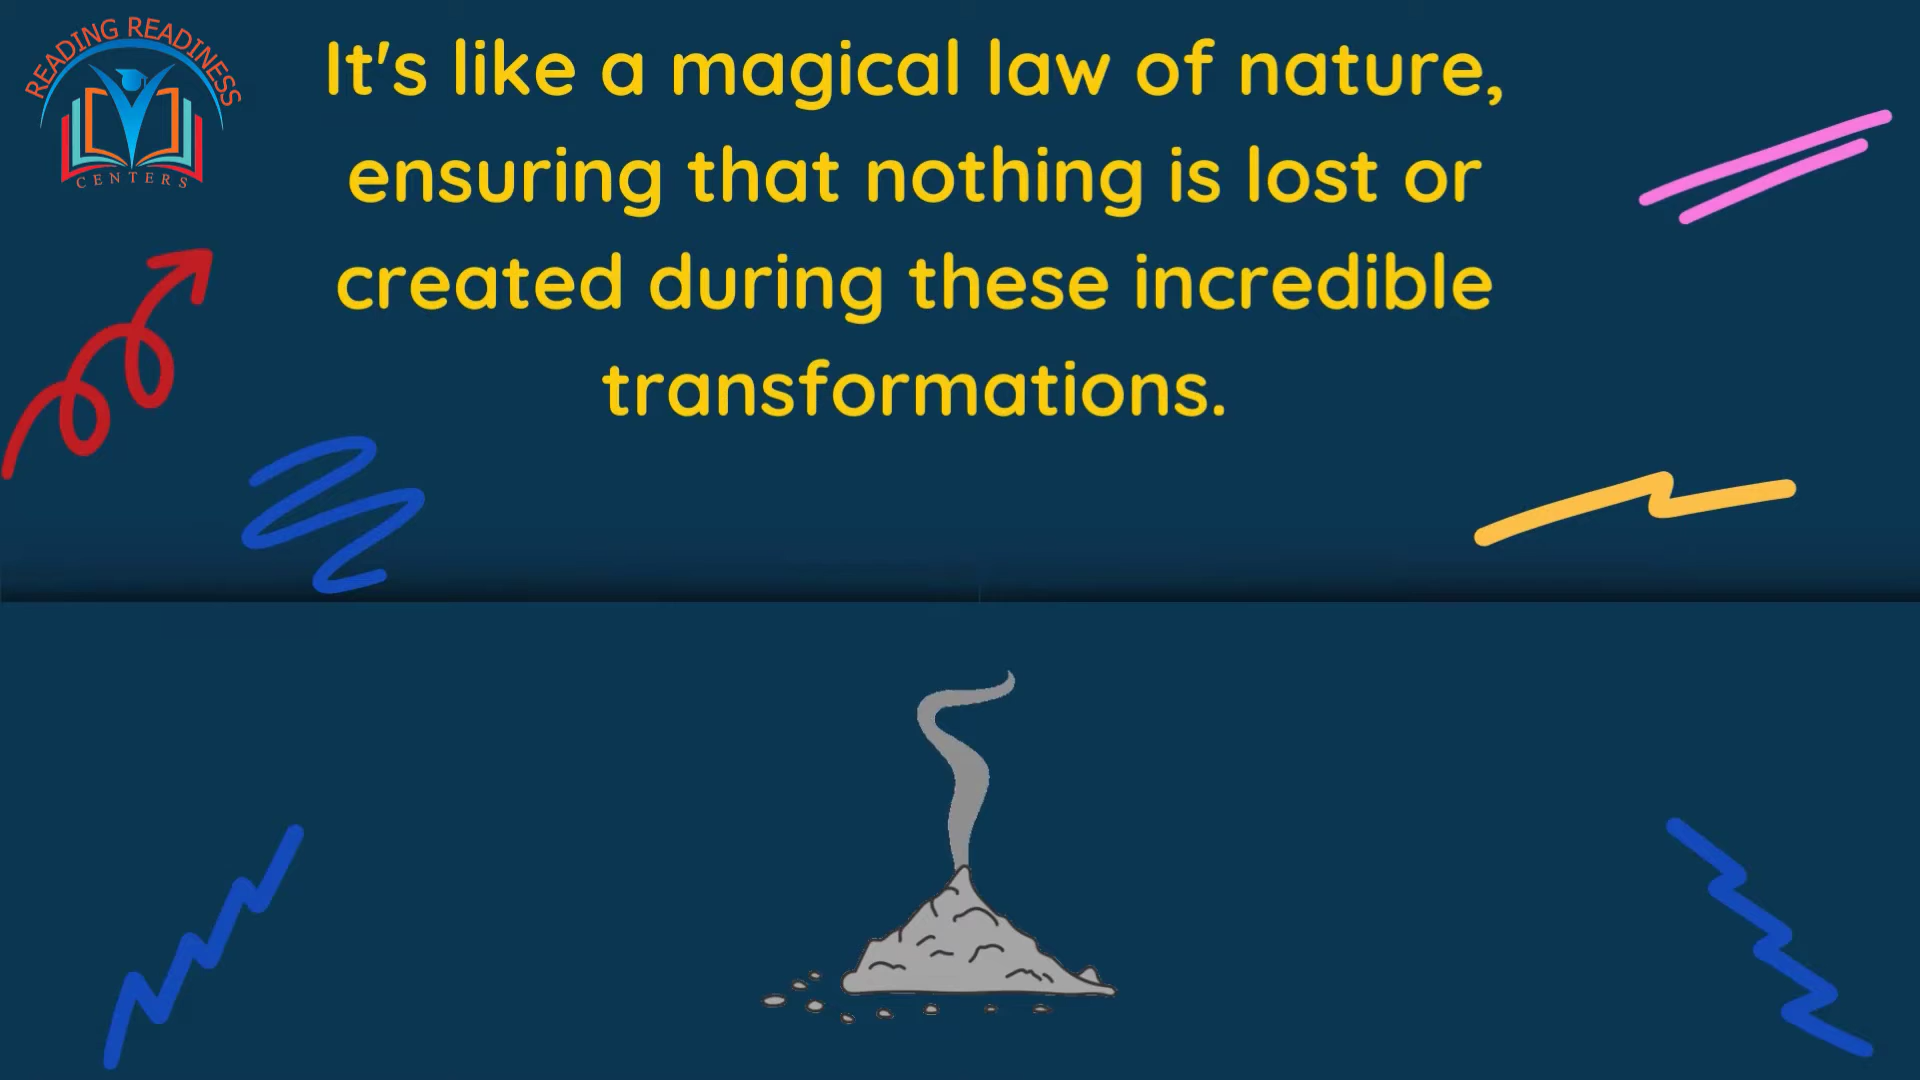 READING READINESS
CENTERS
It's like a magical law of nature,
ensuring that nothing is lost or
created during these incredible
transformations.